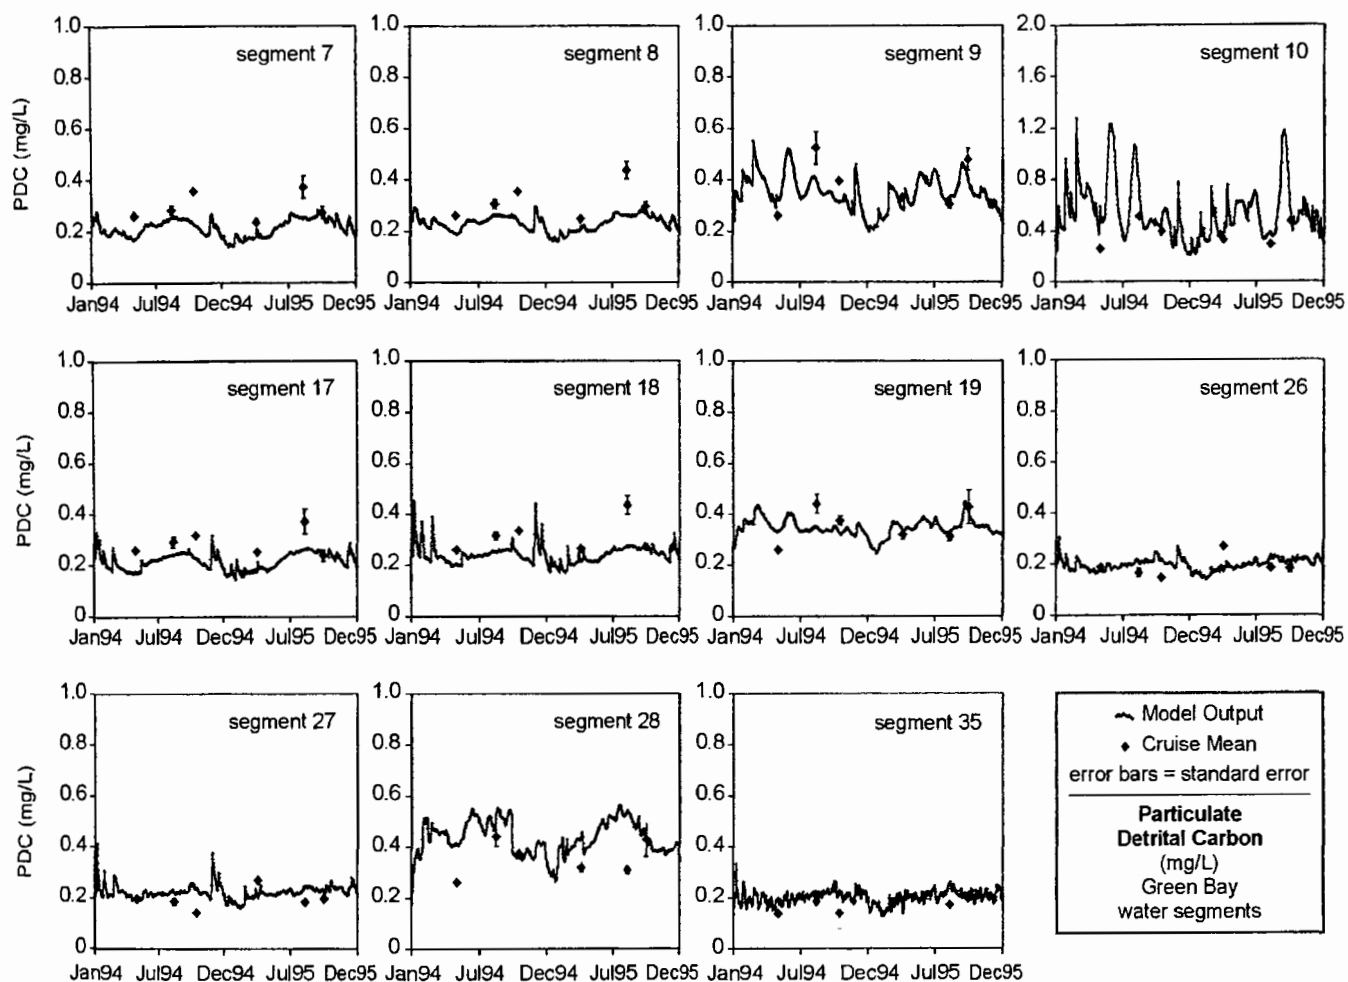 segment 7
segment 8
segment 9
segment 10
PDC (mg/L)
1.0
0.8
0.6
0.4
0.2
0
1.0
0.8
0.6
0.4
0.2
0
1.0
0.8
0.6
0.4
0.2
0
2.0
1.6
1.2
0.8
0.4
0
Jan94 Jul94 Dec94 Jul95 Dec95
Jan94 Jul94 Dec94 Jul95 Dec95
Jan94 Jul94 Dec94 Jul95 Dec95
Jan94 Jul94 Dec94 Jul95 Dec95
segment 17
segment 18
segment 19
segment 26
PDC (mg/L)
1.0
0.8
0.6
0.4
0.2
0
1.0
0.8
0.6
0.4
0.2
0
1.0
0.8
0.6
0.4
0.2
0
1.0
0.8
0.6
0.4
0.2
0
Jan94 Jul94 Dec94 Jul95 Dec95
Jan94 Jul94 Dec94 Jul95 Dec95
Jan94 Jul94 Dec94 Jul95 Dec95
Jan94 Jul94 Dec94 Jul95 Dec95
segment 27
segment 28
segment 35
PDC (mg/L)
1.0
0.8
0.6
0.4
0.2
0
1.0
0.8
0.6
0.4
0.2
0
1.0
0.8
0.6
0.4
0.2
0
Jan94 Jul94 Dec94 Jul95 Dec95
Jan94 Jul94 Dec94 Jul95 Dec95
Jan94 Jul94 Dec94 Jul95 Dec95
Model Output
Cruise Mean
error bars = standard error
Particulate
Detrital Carbon
(mg/L)
Green Bay
water segments